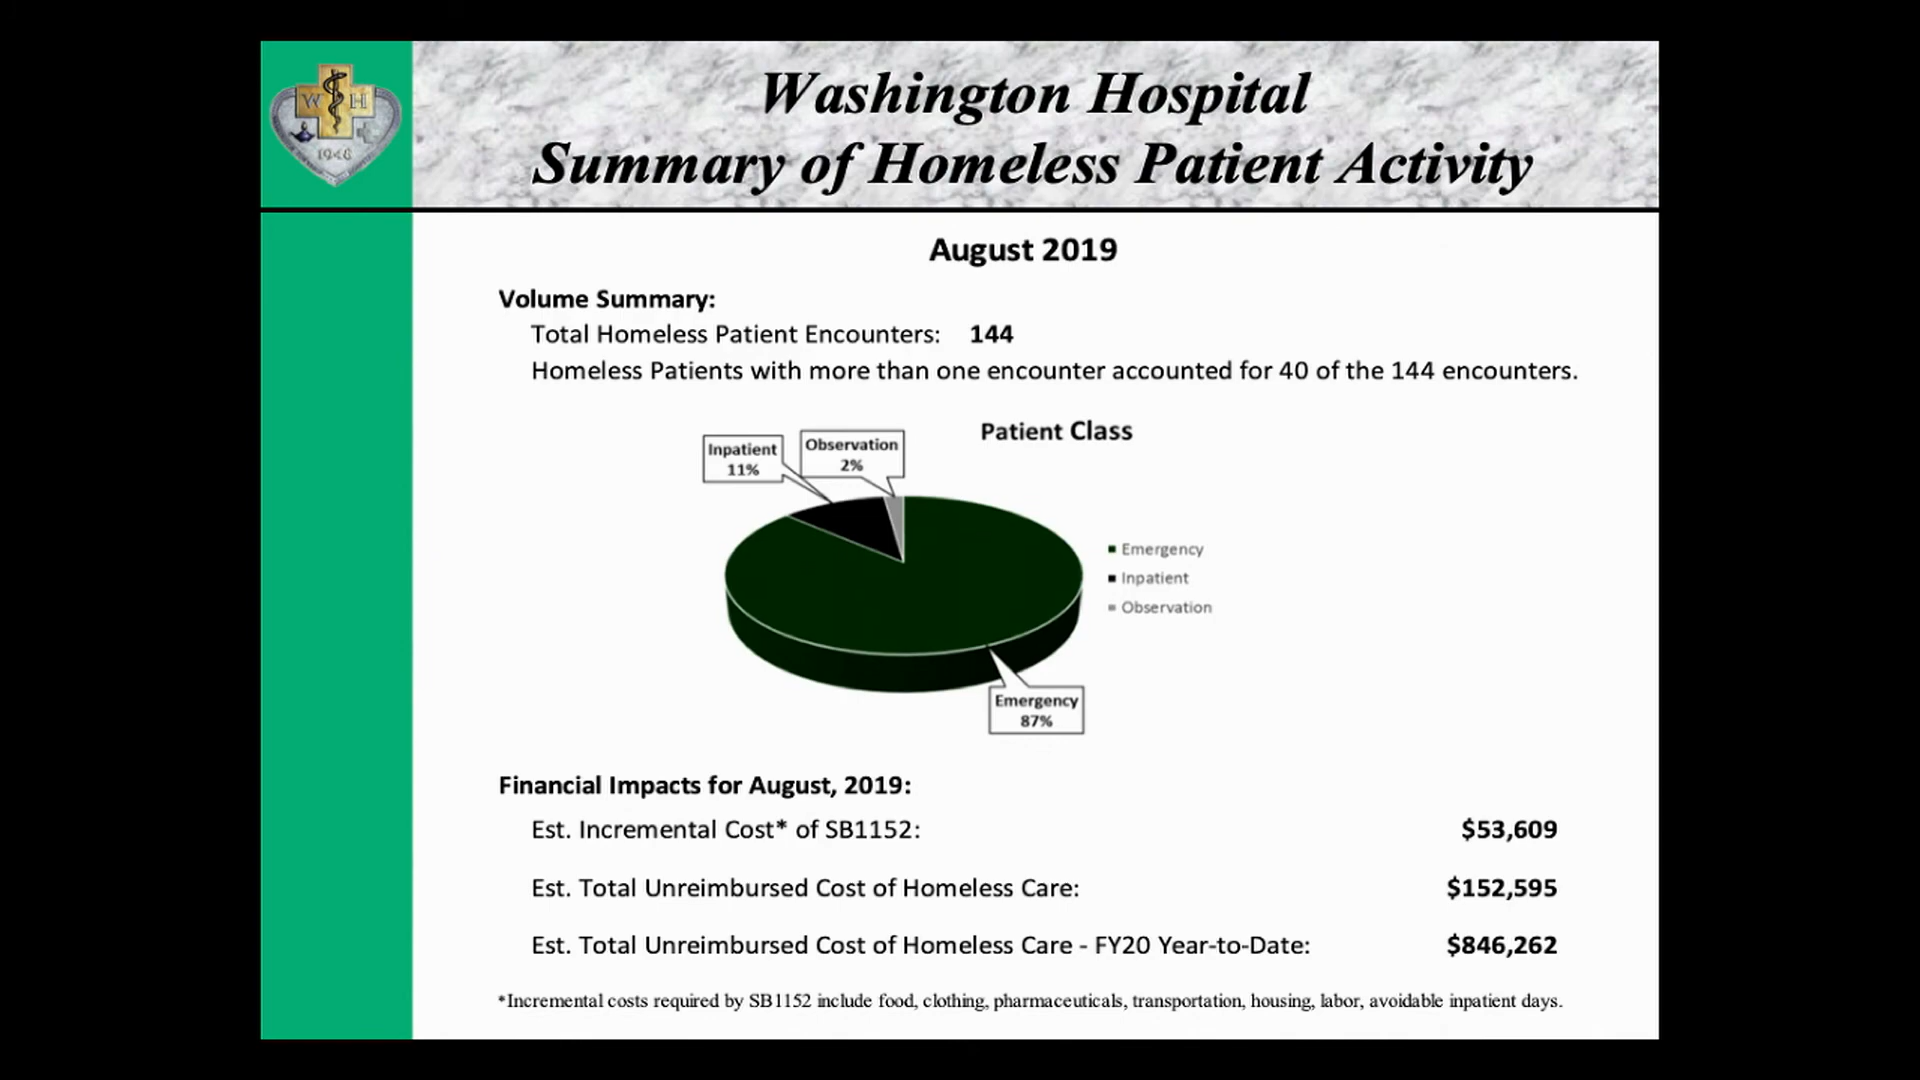 W H
1948
Washington Hospital
Summary of Homeless Patient Activity
August 2019
Volume Summary:
Total Homeless Patient Encounters: 144
Homeless Patients with more than one encounter accounted for 40 of the 144 encounters.
Patient Class
Inpatient
11%
Observation
2%
Emergency
Inpatient
Observation
Emergency
87%
Financial Impacts for August, 2019:
Est. Incremental Cost* of SB1152: $53,609
Est. Total Unreimbursed Cost of Homeless Care: $152,595
Est. Total Unreimbursed Cost of Homeless Care - FY20 Year-to-Date: $846,262
*Incremental costs required by SB1152 include food, clothing, pharmaceuticals, transportation, housing, labor, avoidable inpatient days.